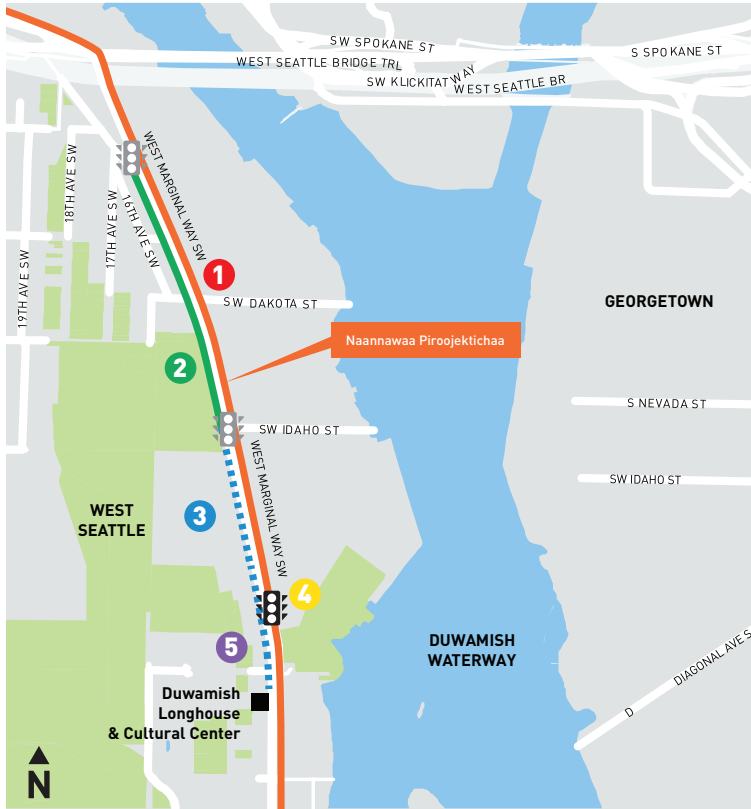 SW SPOKANE ST
S SPOKANE ST
WEST SEATTLE BRIDGE TRL
SW KLICKITAT WAY
WEST SEATTLE BR
WEST MARGINAL WAY SW
18TH AVE SW
17TH AVE SW
16TH AVE SW
19TH AVE SW
1
SW DAKOTA ST
GEORGETOWN
Naannawaa Piroojektichaa
2
S NEVADA ST
SW IDAHO ST
WEST MARGINAL WAY SW
SW IDAHO ST
WEST
SEATTLE
3
4
5
DUWAMISH
WATERWAY
DIAGONAL AVE S
D
Duwamish
Longhouse
& Cultural Center
N